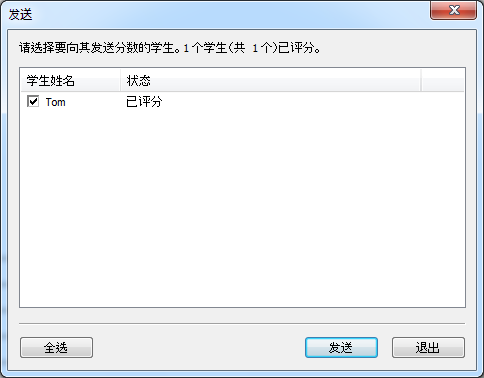 发送
请选择要向其发送分数的学生。1个学生(共 1个)已评分。
学生姓名 状态
Tom 已评分
全选 发送 退出